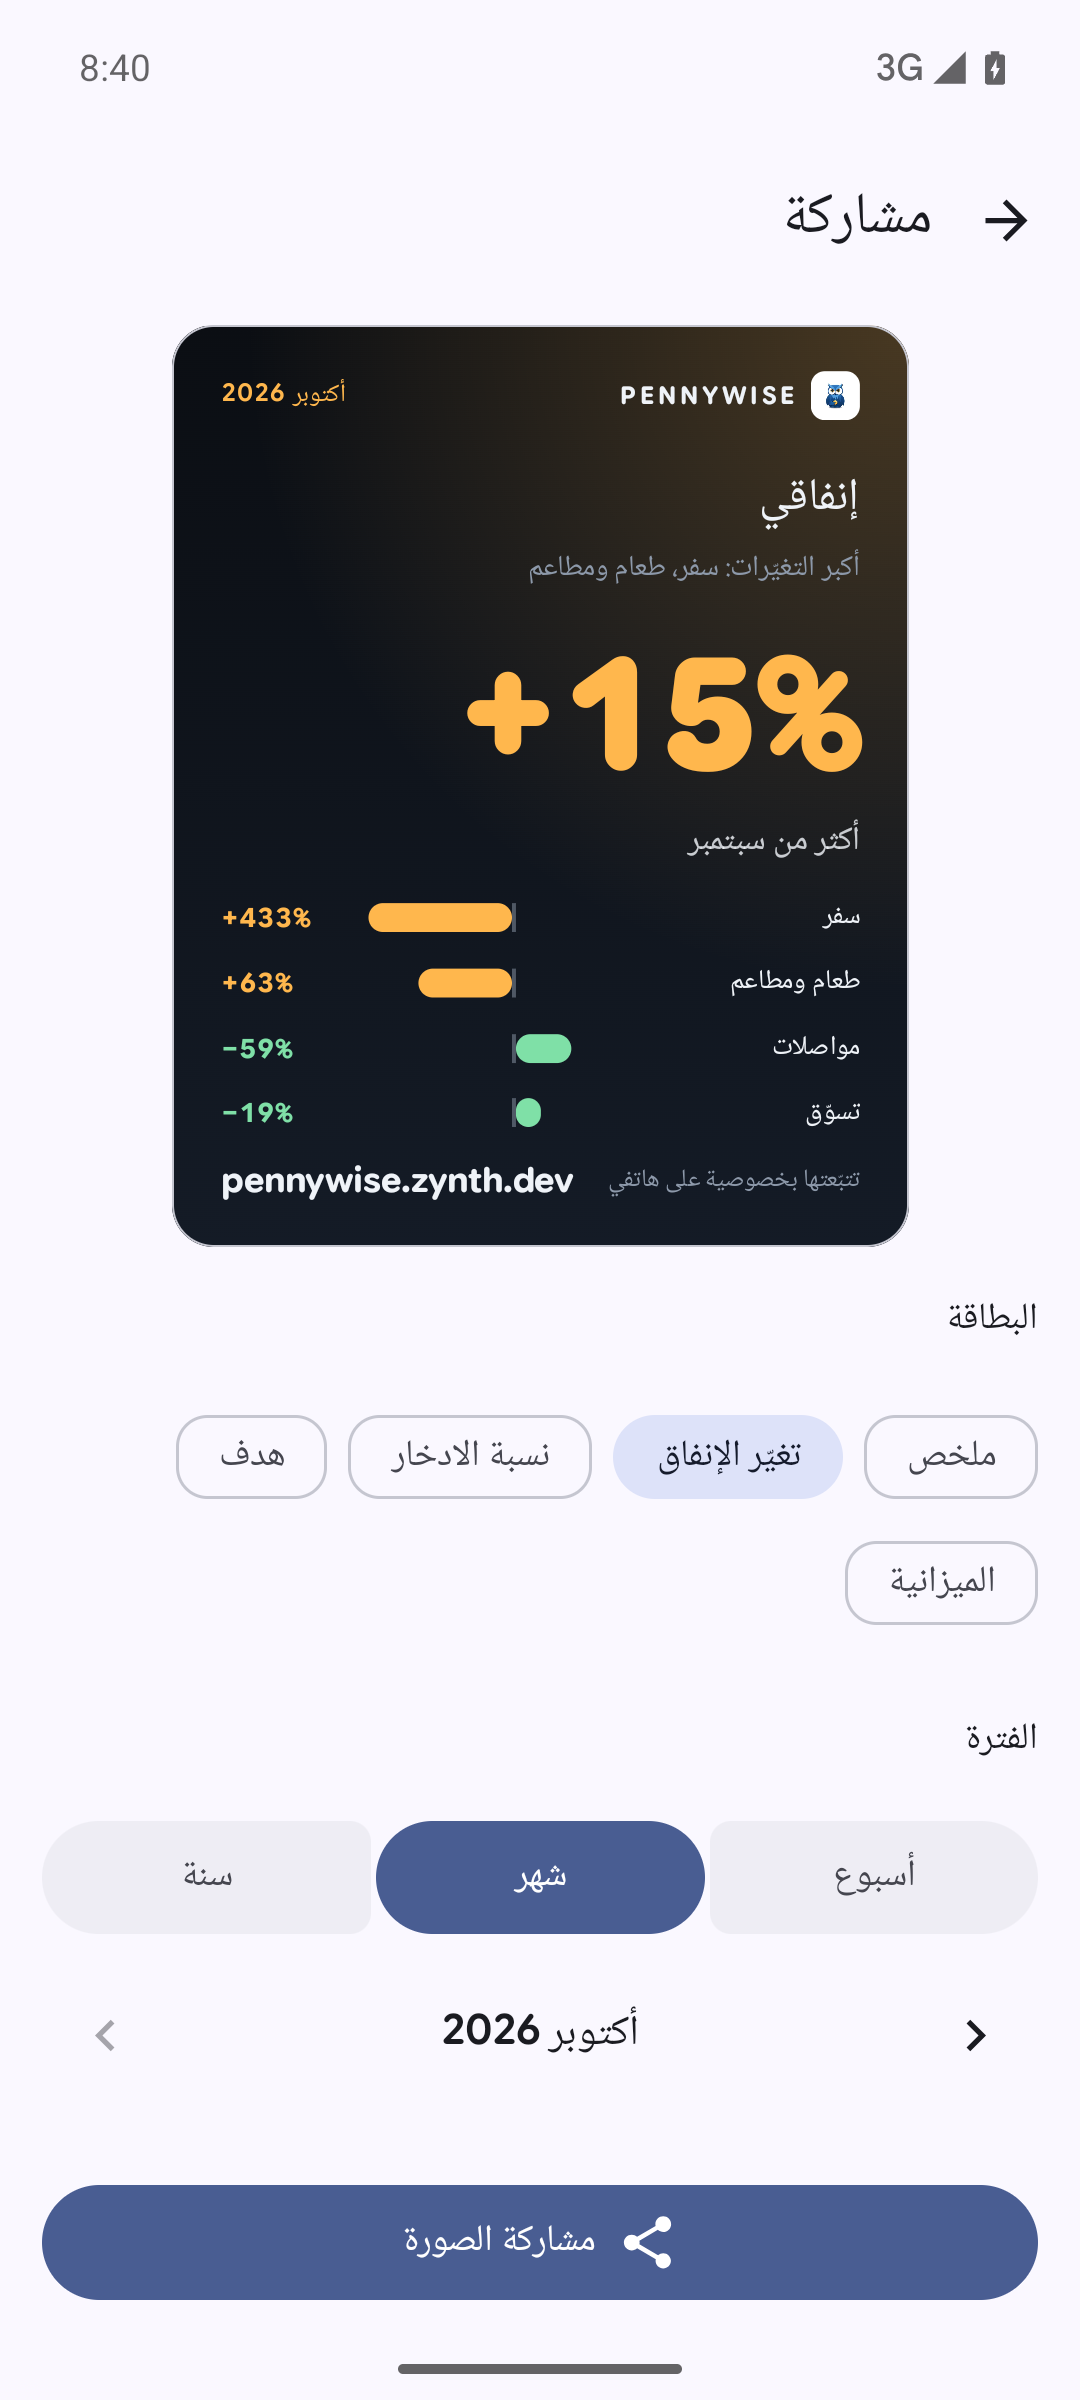 8:40
3G
مشاركة
PENNYWISE
أكتوبر 2026
إنفاقي
أكبر التغيّرات: سفر، طعام ومطاعم
+15%
أكثر من سبتمبر
سفر +433%
طعام ومطاعم +63%
مواصلات −59%
تسوّق −19%
تتبّعتها بخصوصية على هاتفي pennywise.zynth.dev
البطاقة
ملخص تغيّر الإنفاق نسبة الادخار هدف
الميزانية
الفترة
أسبوع شهر سنة
أكتوبر 2026
مشاركة الصورة